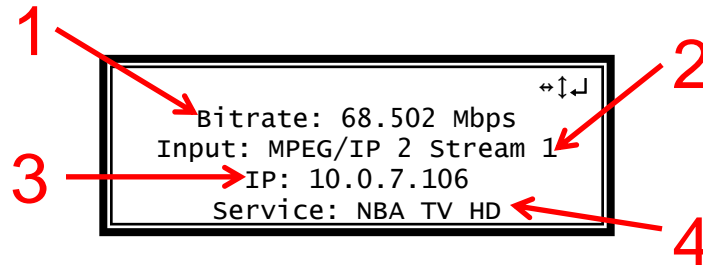 1
2
↔↕↵
Bitrate: 68.502 Mbps
Input: MPEG/IP 2 Stream 1
3
IP: 10.0.7.106
Service: NBA TV HD
4